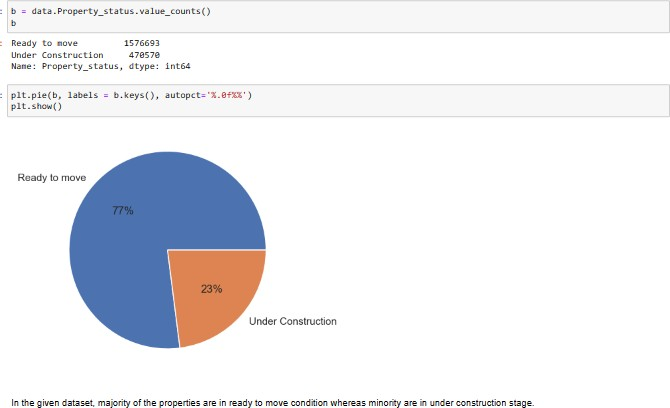 b = data.Property_status.value_counts()
b
Ready to move 1576693
Under Construction 470570
Name: Property_status, dtype: int64
plt.pie(b, labels = b.keys(), autopct='%.0f%%')
plt.show()
Ready to move
77%
23%
Under Construction
In the given dataset, majority of the properties are in ready to move condition whereas minority are in under construction stage.